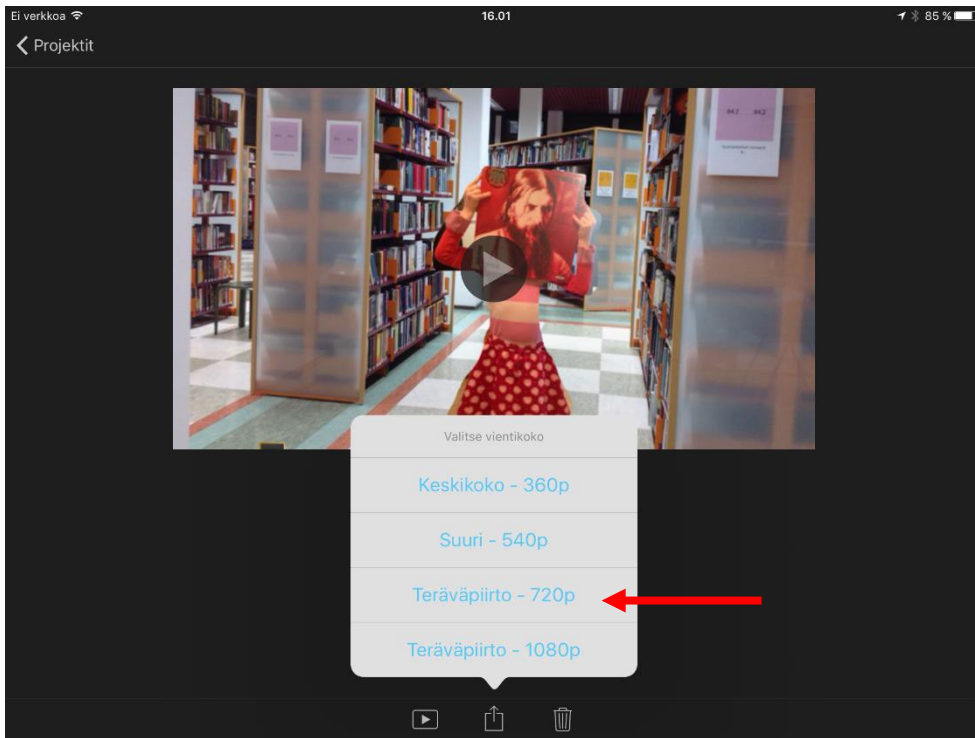 Ei verkkoa
16.01
85 %
Projektit
Valitse vientikoko
Keskikoko - 360p
Suuri - 540p
Teräväpiirto - 720p
Teräväpiirto - 1080p